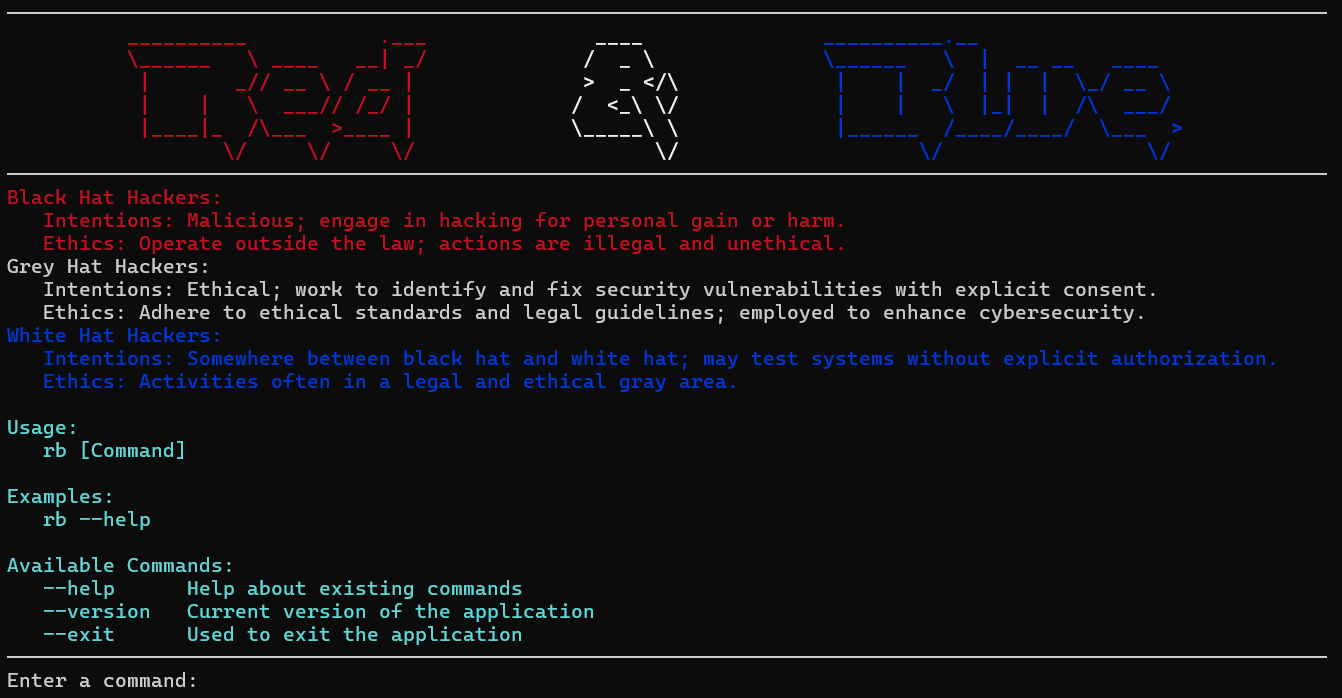 Red & Blue
Black Hat Hackers:
Intentions: Malicious; engage in hacking for personal gain or harm.
Ethics: Operate outside the law; actions are illegal and unethical.
Grey Hat Hackers:
Intentions: Ethical; work to identify and fix security vulnerabilities with explicit consent.
Ethics: Adhere to ethical standards and legal guidelines; employed to enhance cybersecurity.
White Hat Hackers:
Intentions: Somewhere between black hat and white hat; may test systems without explicit authorization.
Ethics: Activities often in a legal and ethical gray area.
Usage:
rb [Command]
Examples:
rb --help
Available Commands:
--help Help about existing commands
--version Current version of the application
--exit Used to exit the application
Enter a command: